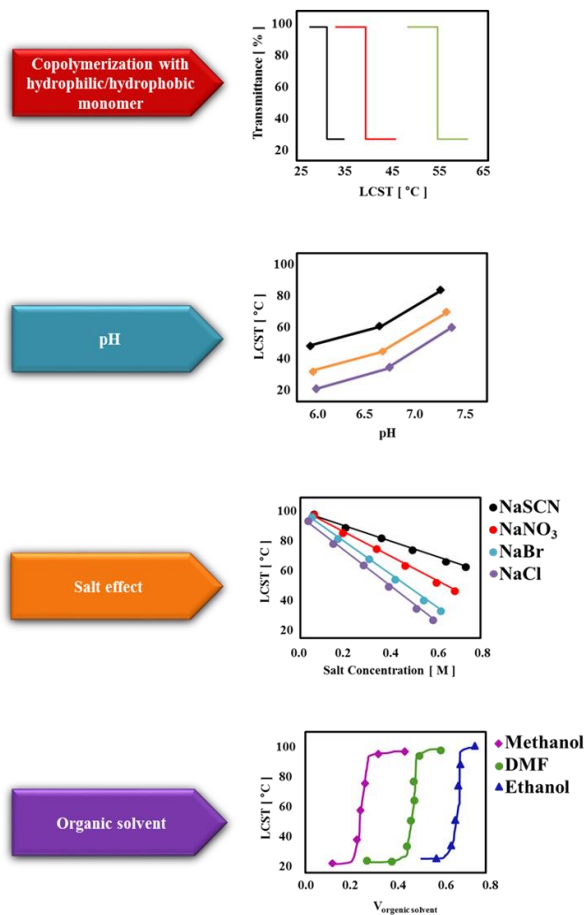 Copolymerization with
hydrophilic/hydrophobic
monomer
Transmittance [ % ]
100
80
60
40
20
25 35 45 55 65
LCST [ °C ]
pH
LCST [ °C ]
100
80
60
40
20
6.0 6.5 7.0 7.5
pH
Salt effect
LCST [ °C ]
100
80
60
40
20
0.0 0.2 0.4 0.6 0.8
Salt Concentration [ M ]
NaSCN
NaNO₃
NaBr
NaCl
Organic solvent
LCST [ °C ]
100
80
60
40
20
0.0 0.2 0.4 0.6 0.8
V organic solvent
Methanol
DMF
Ethanol